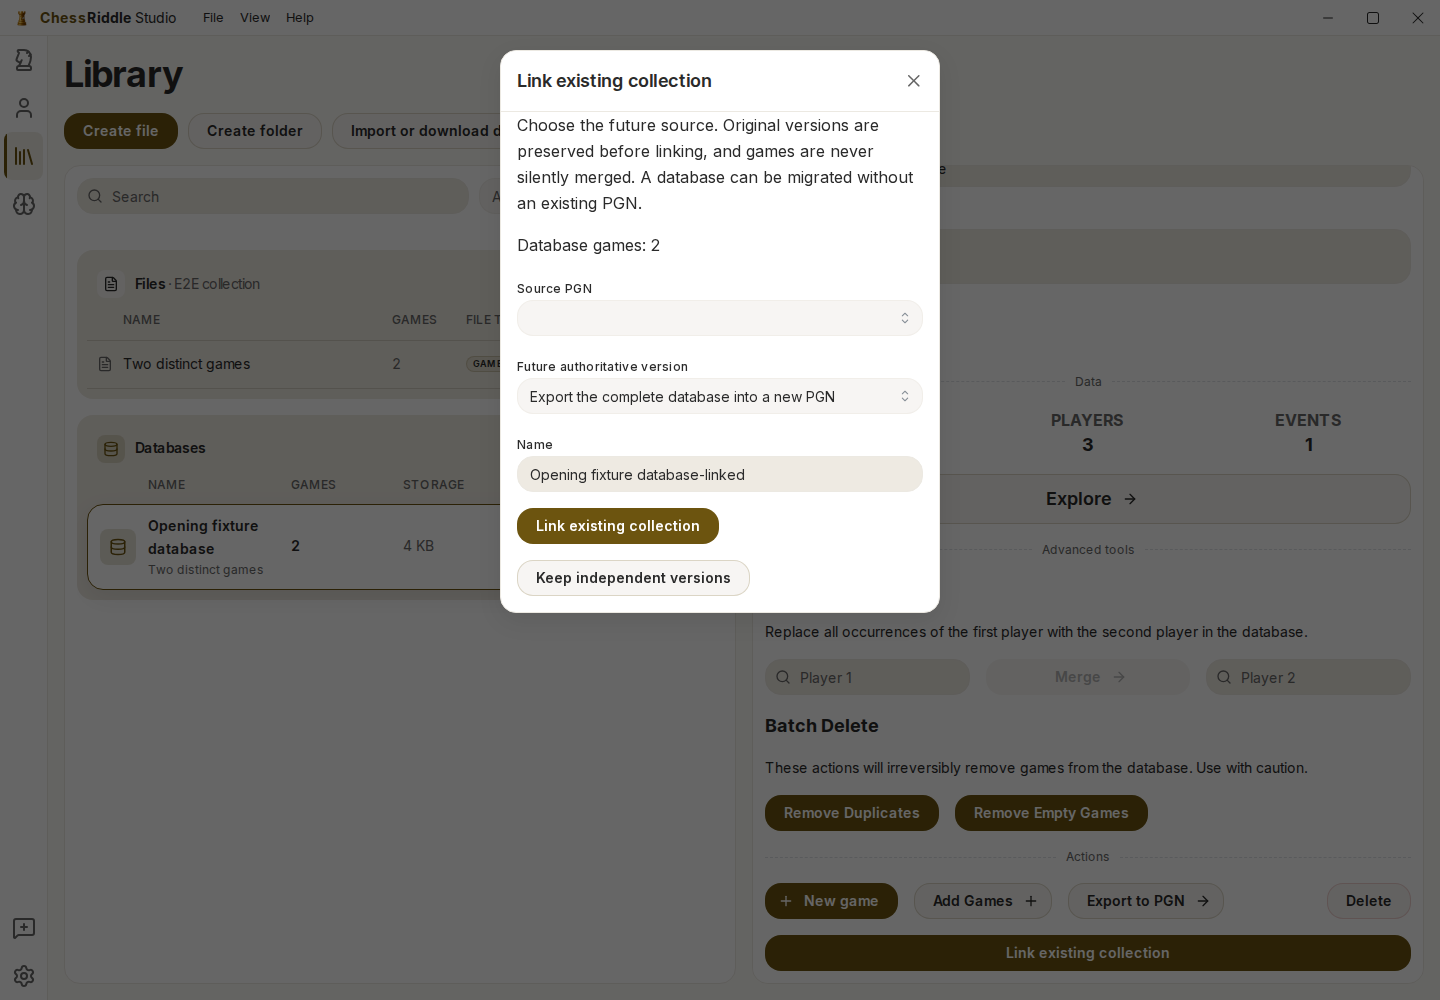 ChessRiddle Studio File View Help
Library
Create file Create folder Import or download d
Search
A
Files · E2E collection
NAME GAMES FILE T
Two distinct games 2 GAME
Databases
NAME GAMES STORAGE
Opening fixture database 2 4 KB
Two distinct games
Link existing collection
Choose the future source. Original versions are
preserved before linking, and games are never
silently merged. A database can be migrated without
an existing PGN.
Database games: 2
Source PGN
Future authoritative version
Export the complete database into a new PGN
Name
Opening fixture database-linked
Link existing collection
Keep independent versions
e
Data
PLAYERS EVENTS
3 1
Explore
Advanced tools
Replace all occurrences of the first player with the second player in the database.
Player 1 Merge Player 2
Batch Delete
These actions will irreversibly remove games from the database. Use with caution.
Remove Duplicates Remove Empty Games
Actions
New game Add Games Export to PGN Delete
Link existing collection